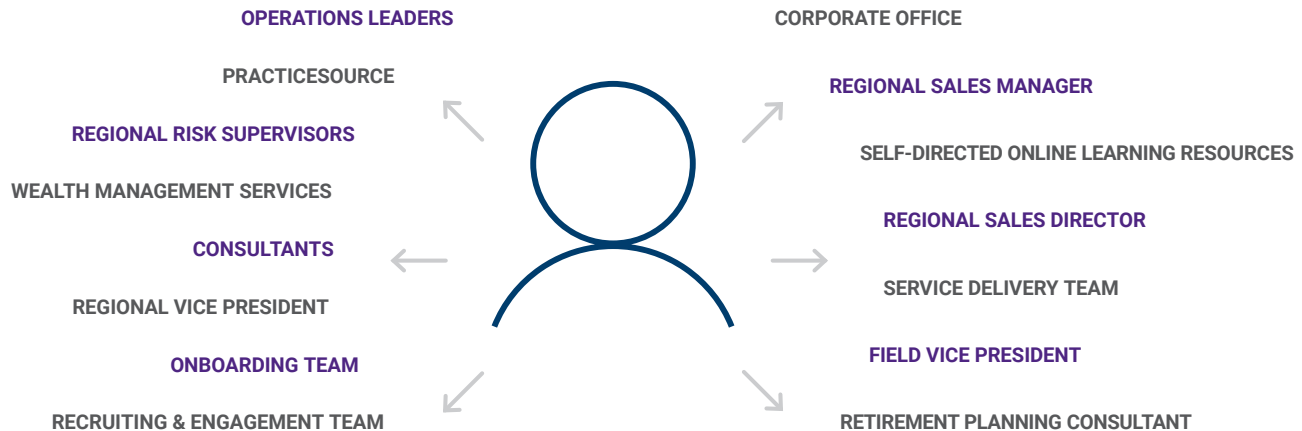 OPERATIONS LEADERS
PRACTICESOURCE
REGIONAL RISK SUPERVISORS
WEALTH MANAGEMENT SERVICES
CONSULTANTS
REGIONAL VICE PRESIDENT
ONBOARDING TEAM
RECRUITING & ENGAGEMENT TEAM
CORPORATE OFFICE
REGIONAL SALES MANAGER
SELF-DIRECTED ONLINE LEARNING RESOURCES
REGIONAL SALES DIRECTOR
SERVICE DELIVERY TEAM
FIELD VICE PRESIDENT
RETIREMENT PLANNING CONSULTANT